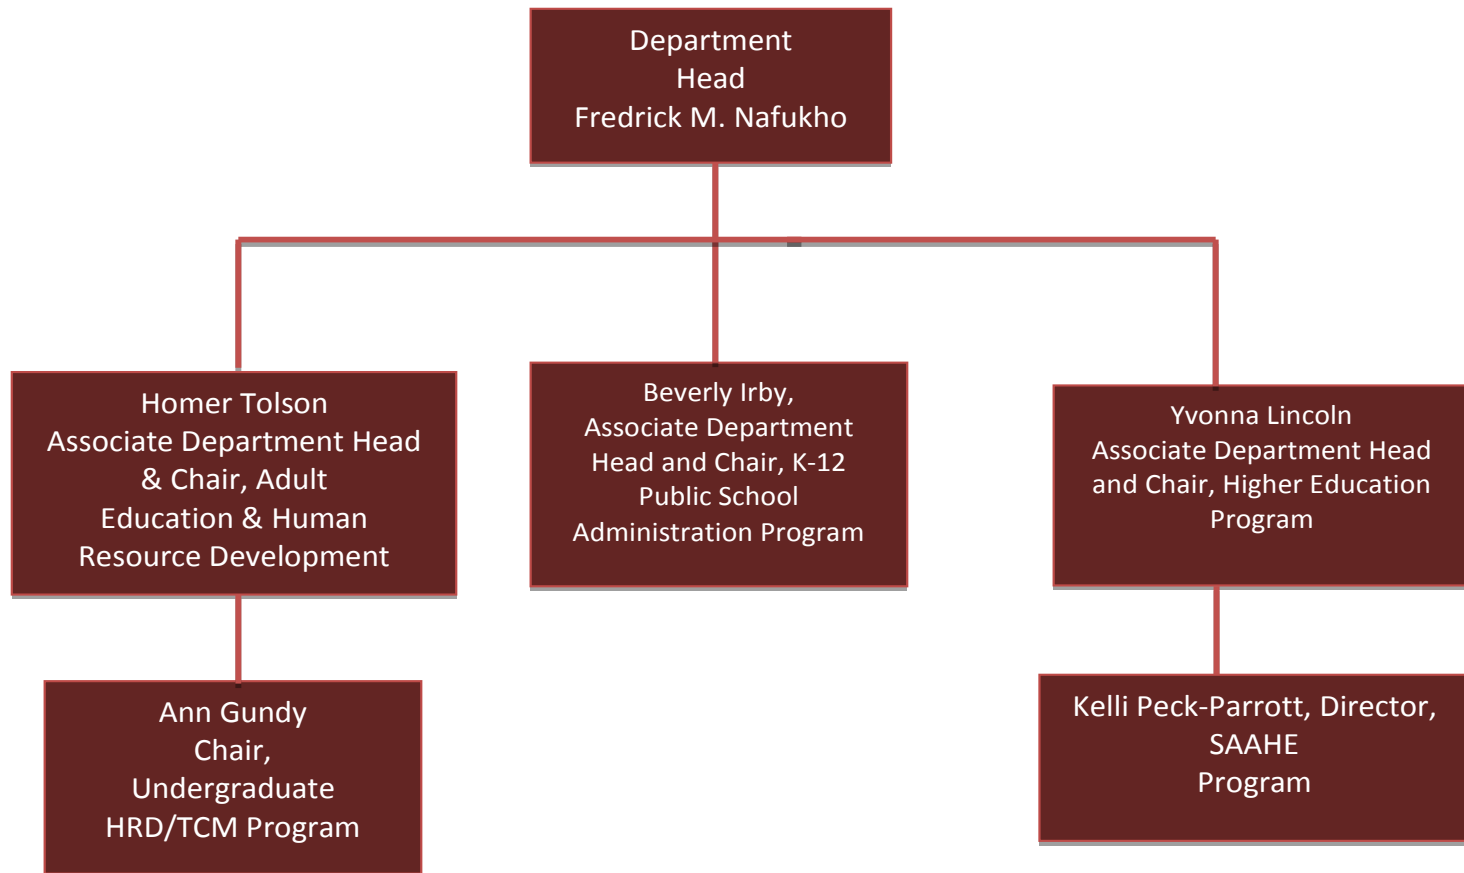 Department
Head
Fredrick M. Nafukho
Homer Tolson
Associate Department Head
& Chair, Adult
Education & Human
Resource Development
Beverly Irby,
Associate Department
Head and Chair, K-12
Public School
Administration Program
Yvonna Lincoln
Associate Department Head
and Chair, Higher Education
Program
Ann Gundy
Chair,
Undergraduate
HRD/TCM Program
Kelli Peck-Parrott, Director,
SAAHE
Program